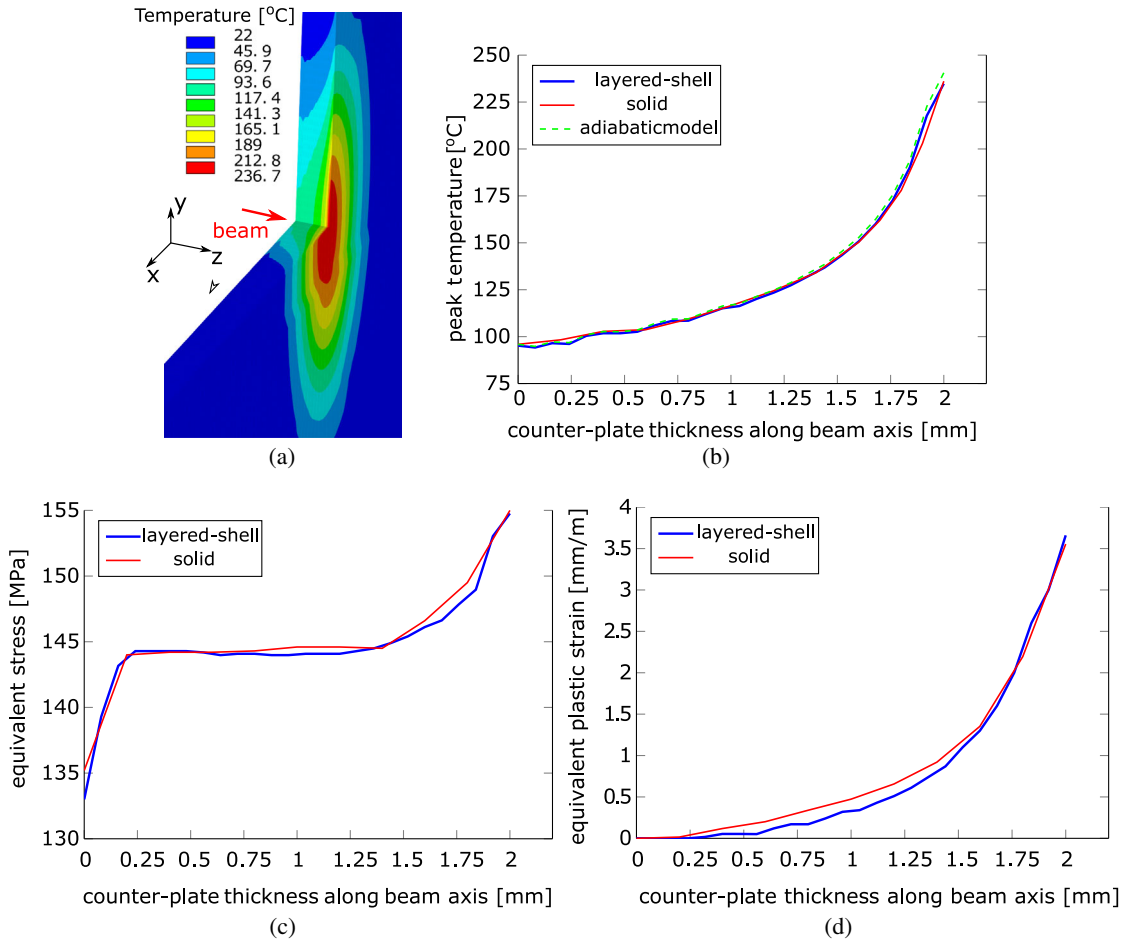 Temperature [°C]
22
45. 9
69. 7
93. 6
117. 4
141. 3
165. 1
189
212. 8
236. 7
beam
y
z
x
(a)
250
225
200
175
150
125
100
75
peak temperature [°C]
layered-shell
solid
adiabaticmodel
0 0.25 0.5 0.75 1 1.25 1.5 1.75 2
counter-plate thickness along beam axis [mm]
(b)
155
150
145
140
135
130
equivalent stress [MPa]
layered-shell
solid
0 0.25 0.5 0.75 1 1.25 1.5 1.75 2
counter-plate thickness along beam axis [mm]
(c)
4
3.5
3
2.5
2
1.5
1
0.5
0
equivalent plastic strain [mm/m]
layered-shell
solid
0 0.25 0.5 0.75 1 1.25 1.5 1.75 2
counter-plate thickness along beam axis [mm]
(d)